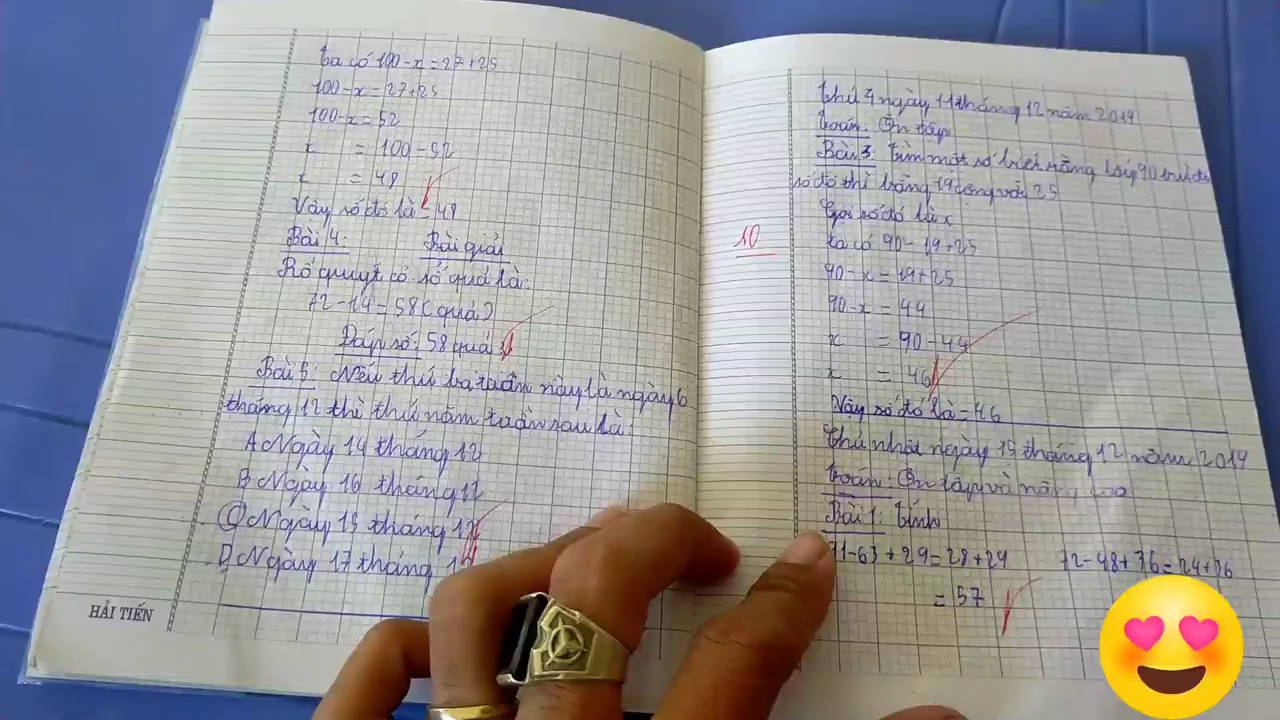 Ta có 100-x=27+25
100-x=27+25
100-x=52
x = 100-52
x = 48
Vậy số đó là = 48
Bài 4: Bài giải
Rổ quýt có số quả là:
72-14=58(quả)
Đáp số: 58 quả
Bài 5: Nếu thứ ba tuần này là ngày 6
tháng 12 thì thứ năm tuần sau là:
A Ngày 14 tháng 12
B Ngày 16 tháng 12
C Ngày 15 tháng 12
D Ngày 17 tháng
HẢI TIẾN
Thứ 4 ngày 11 tháng 12 năm 2019
Toán: Ôn tập
Bài 3: Tìm một số biết rằng lấy 90 trừ đi
số đó thì bằng 19 cộng với 25
Gọi số đó là x
10
ta có 90- 19+25
90-x = 19+25
90-x = 44
x = 90-44
x = 46
Vậy số đó là = 46
Thứ nhật ngày 15 tháng 12 năm 2019
Toán: Ôn tập và nâng cao
Bài 1: Tính
91-63+29=28+29 72-48+76=24+76
= 57